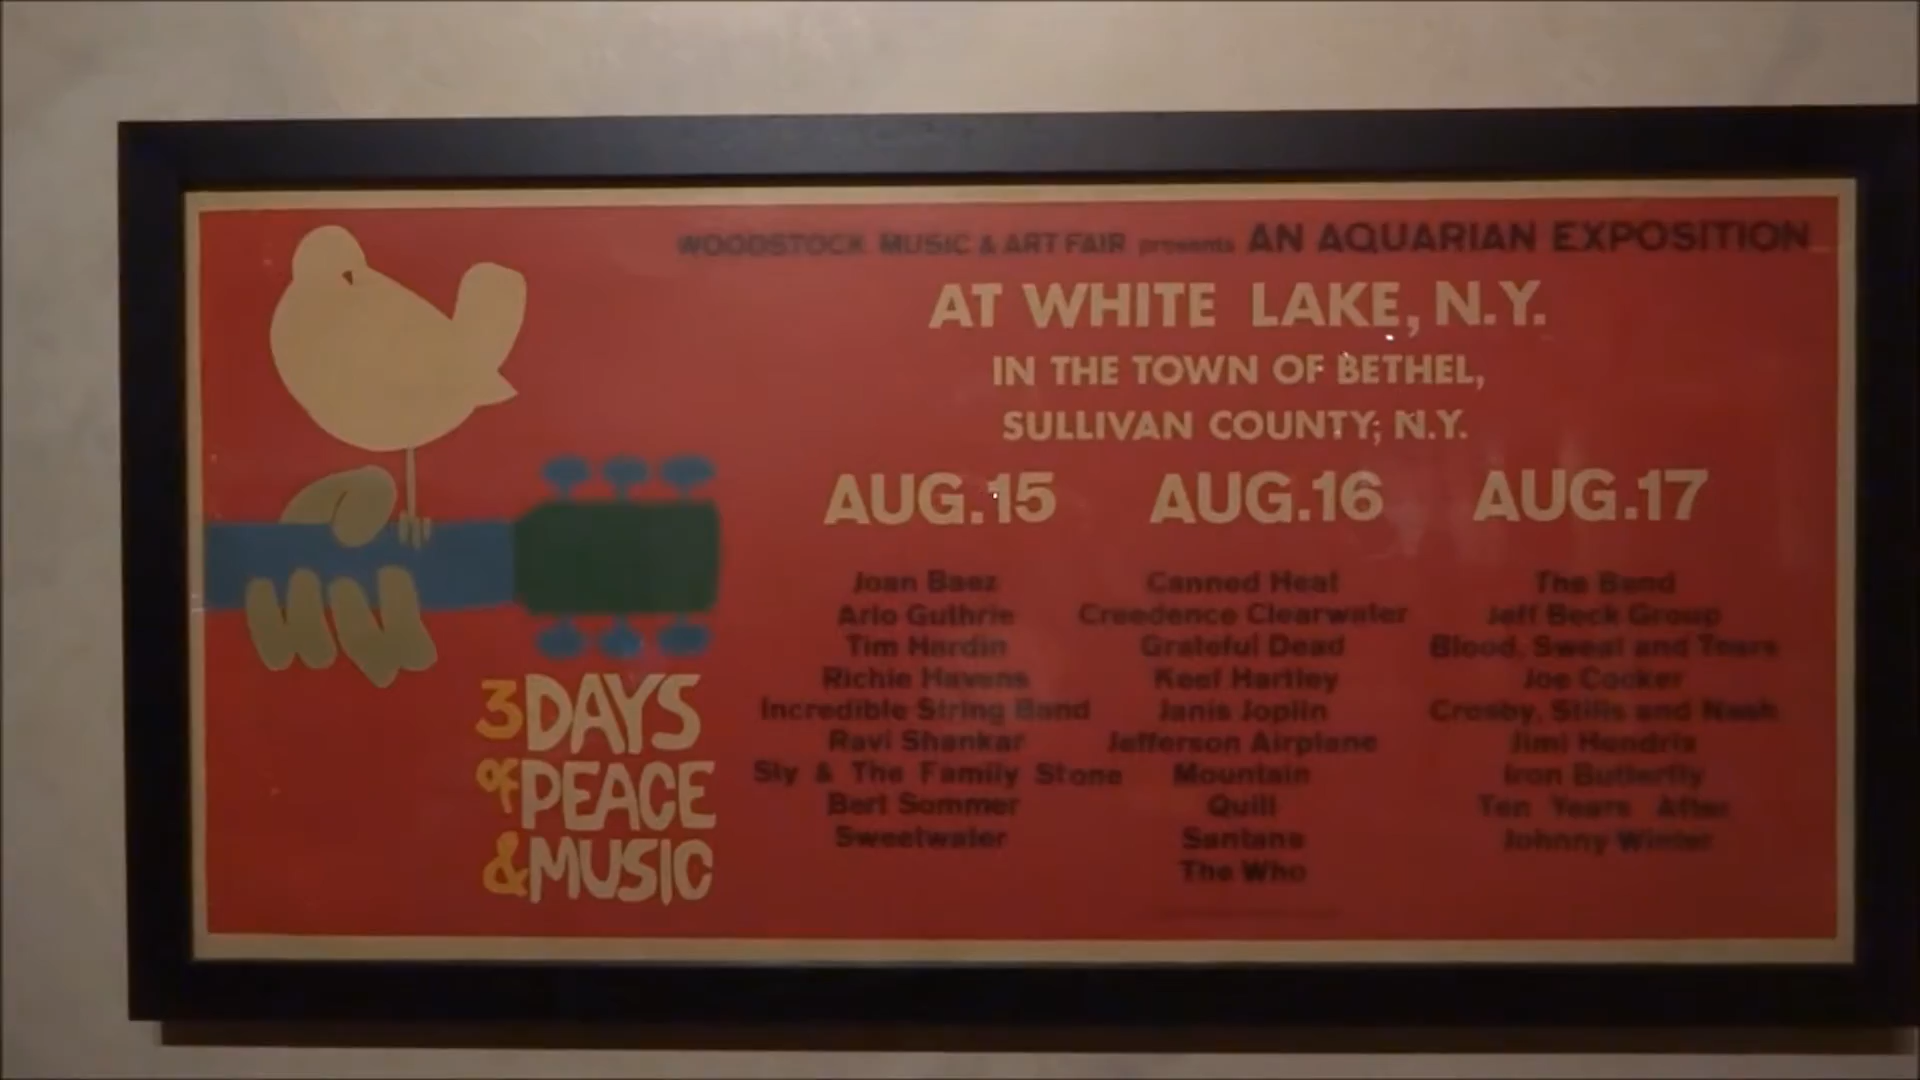 WOODSTOCK MUSIC & ART FAIR presents AN AQUARIAN EXPOSITION
AT WHITE LAKE, N.Y.
IN THE TOWN OF BETHEL,
SULLIVAN COUNTY, N.Y.
AUG.15
Joan Baez
Arlo Guthrie
Tim Hardin
Richie Havens
Incredible String Band
Ravi Shankar
Sly & The Family Stone
Bert Sommer
Sweetwater
AUG.16
Canned Heat
Creedence Clearwater
Grateful Dead
Keef Hartley
Janis Joplin
Jefferson Airplane
Mountain
Quill
Santana
The Who
AUG.17
The Band
Jeff Beck Group
Blood, Sweat and Tears
Joe Cocker
Crosby, Stills and Nash
Jimi Hendrix
Iron Butterfly
Ten Years After
Johnny Winter
3 DAYS
of PEACE
& MUSIC